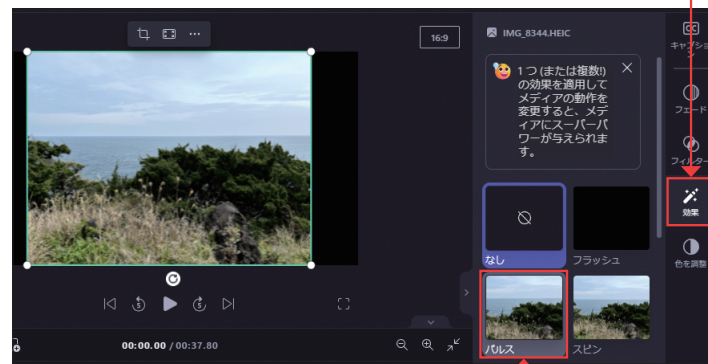 16:9
IMG_8344.HEIC
1 つ (または複数!)
の効果を適用して
メディアの動作を
変更すると、メデ
ィアにスーパーパ
ワーが与えられま
す。
なし
フラッシュ
パルス
スピン
CC
キャプショ
ン
フェード
フィルター
効果
色を調整
5
5
00:00.00 / 00:37.80